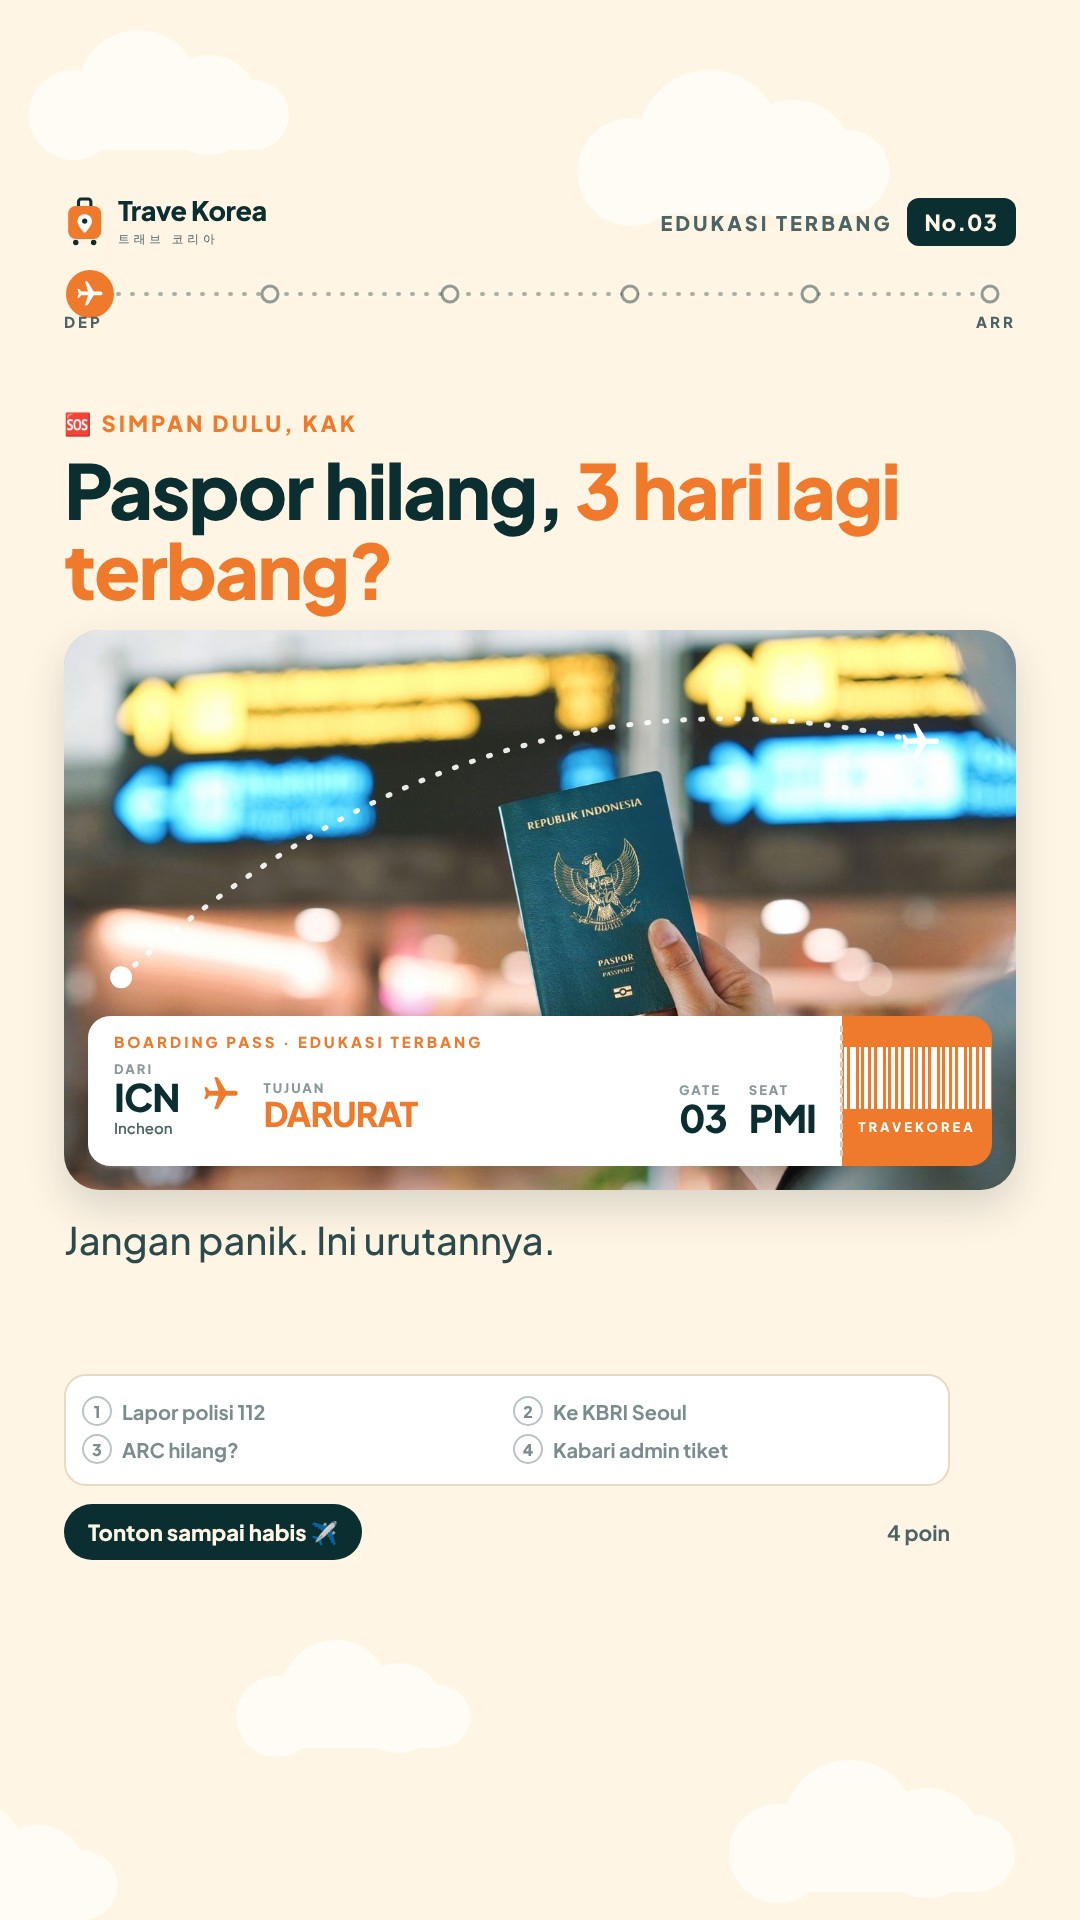 Trave Korea
트래브 코리아
EDUKASI TERBANG
No.03
DEP
ARR
🆘 SIMPAN DULU, KAK
Paspor hilang, 3 hari lagi
terbang?
REPUBLIK INDONESIA
PASPOR
PASSPORT
BOARDING PASS · EDUKASI TERBANG
DARI
ICN
Incheon
TUJUAN
DARURAT
GATE
03
SEAT
PMI
TRAVEKOREA
Jangan panik. Ini urutannya.
1 Lapor polisi 112
2 Ke KBRI Seoul
3 ARC hilang?
4 Kabari admin tiket
Tonton sampai habis ✈️
4 poin